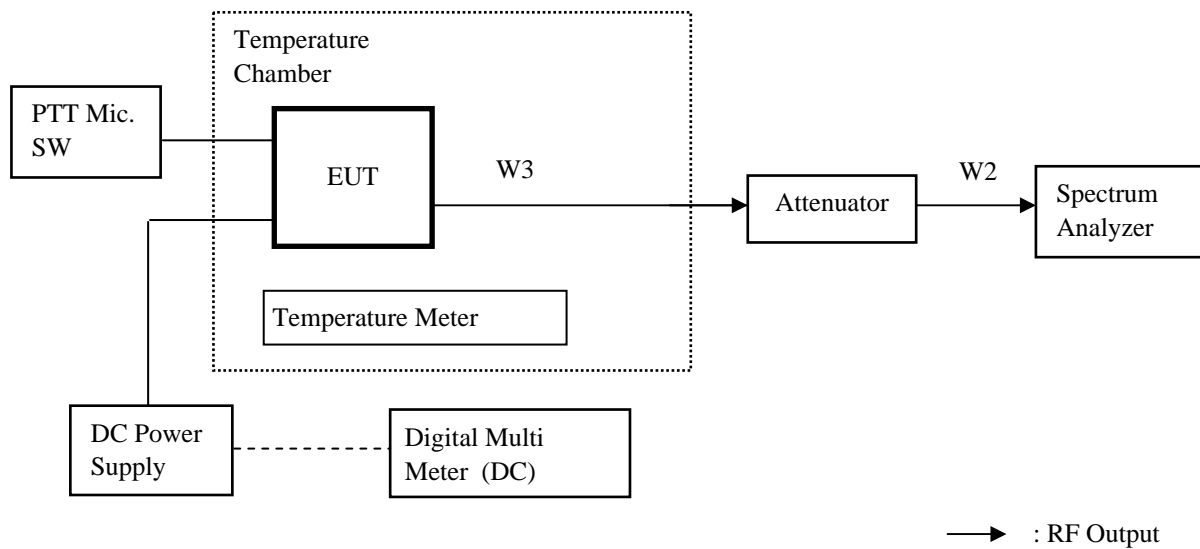 Temperature
Chamber
PTT Mic.
SW
EUT
W3
Attenuator
W2
Spectrum
Analyzer
Temperature Meter
DC Power
Supply
Digital Multi
Meter (DC)
: RF Output